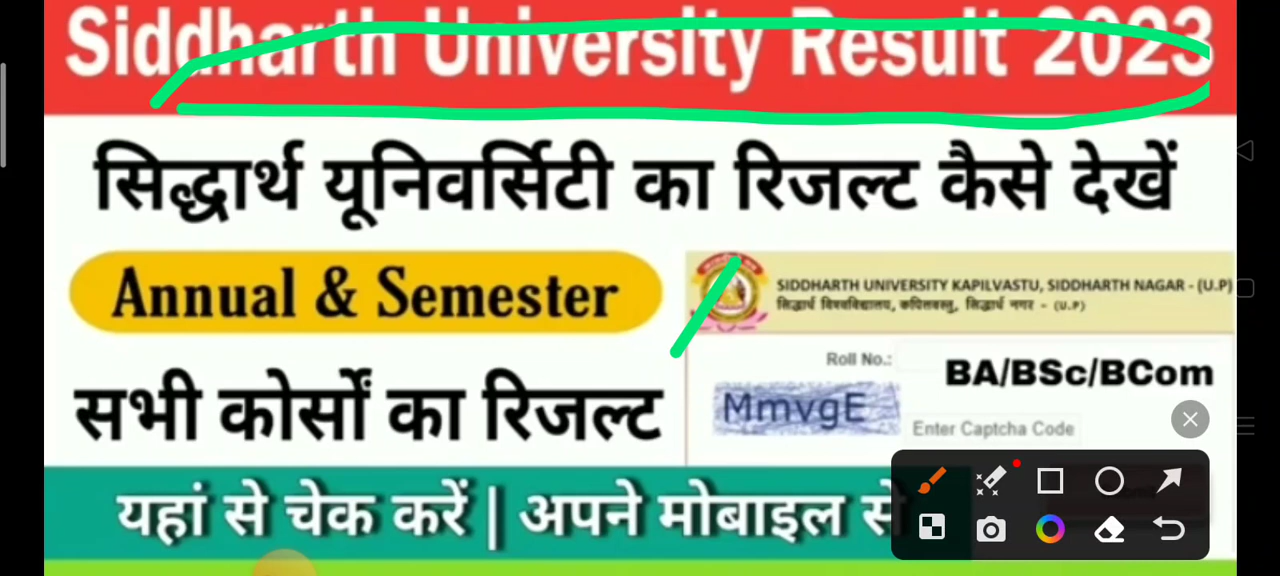 Siddharth University Result 2023
सिद्धार्थ यूनिवर्सिटी का रिजल्ट कैसे देखें
Annual & Semester
SIDDHARTH UNIVERSITY KAPILVASTU, SIDDHARTH NAGAR - (U.P)
सिद्धार्थ विश्वविद्यालय, कपिलवस्तु, सिद्धार्थ नगर - (U.P)
Roll No.:
BA/BSc/BCom
सभी कोर्सों का रिजल्ट
MmvgE
Enter Captcha Code
यहां से चेक करें | अपने मोबाइल से